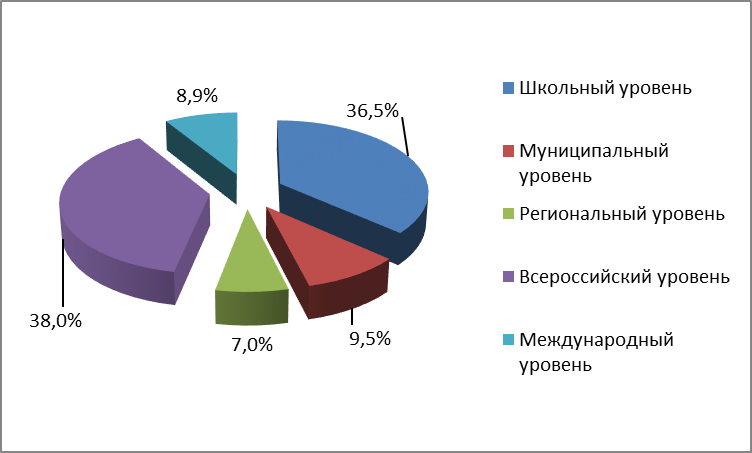 8,9%
36,5%
38,0%
7,0%
9,5%
Школьный уровень
Муниципальный
уровень
Региональный уровень
Всероссийский уровень
Международный
уровень